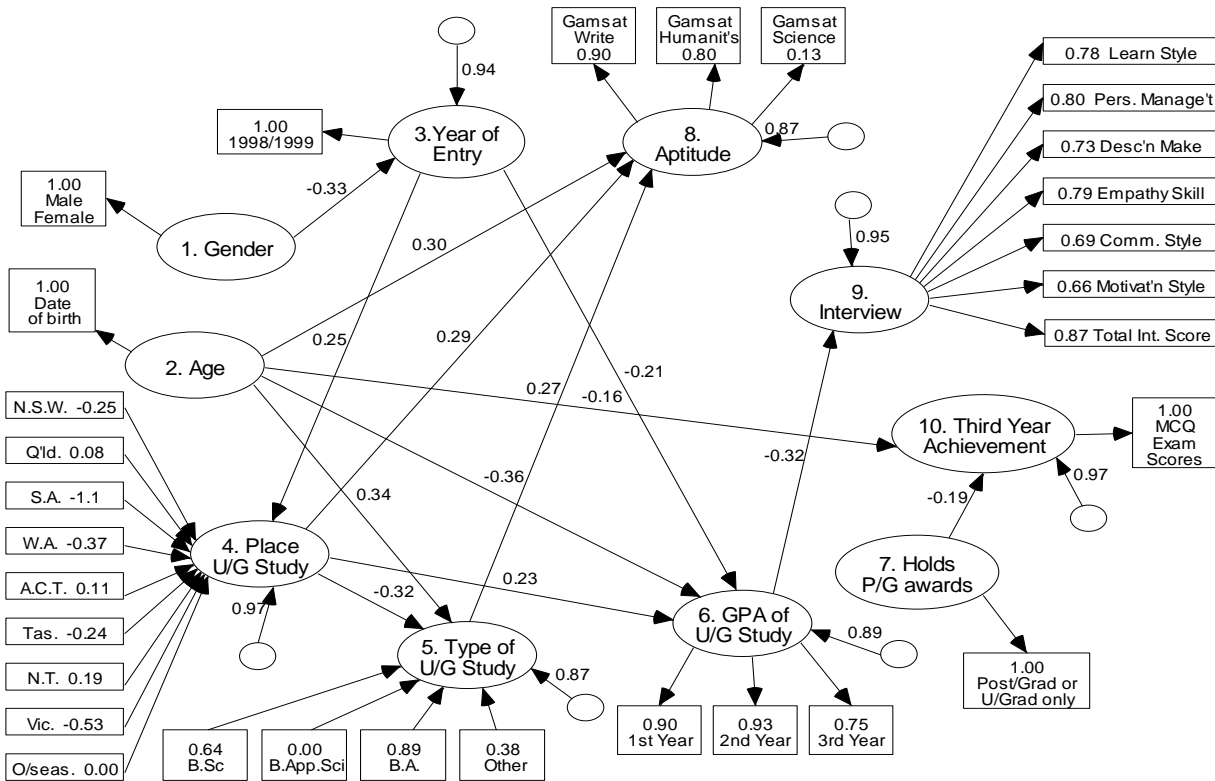 Gamsat
Write
0.90
Gamsat
Humanit's
0.80
Gamsat
Science
0.13
0.94
0.78 Learn Style
0.80 Pers. Manage't
0.73 Desc'n Make
0.79 Empathy Skill
0.69 Comm. Style
0.66 Motivat'n Style
0.87 Total Int. Score
1.00
1998/1999
3.Year of
Entry
8.
Aptitude
0.87
-0.33
1.00
Male
Female
1. Gender
0.30
0.95
9.
Interview
1.00
Date
of birth
2. Age
0.25
0.29
-0.21
0.27
-0.16
N.S.W. -0.25
Q'ld. 0.08
S.A. -1.1
W.A. -0.37
A.C.T. 0.11
Tas. -0.24
N.T. 0.19
Vic. -0.53
O/seas. 0.00
10. Third Year
Achievement
1.00
MCQ
Exam
Scores
-0.36
-0.32
0.34
0.97
-0.19
4. Place
U/G Study
0.97
0.23
-0.32
7. Holds
P/G awards
6. GPA of
U/G Study
0.89
5. Type of
U/G Study
0.87
1.00
Post/Grad or
U/Grad only
0.64
B.Sc
0.00
B.App.Sci
0.89
B.A.
0.38
Other
0.90
1st Year
0.93
2nd Year
0.75
3rd Year